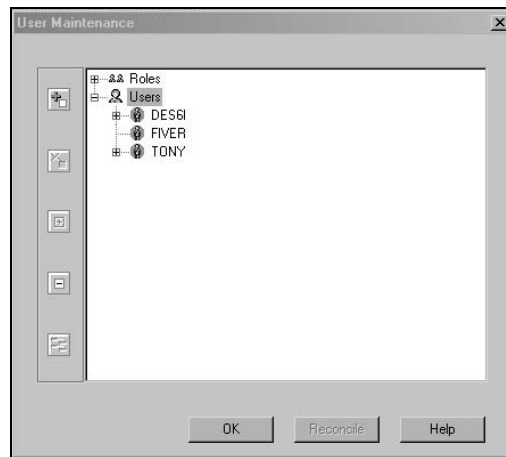 User Maintenance
Roles
Users
DES6I
FIVER
TONY
OK
Reconcile
Help